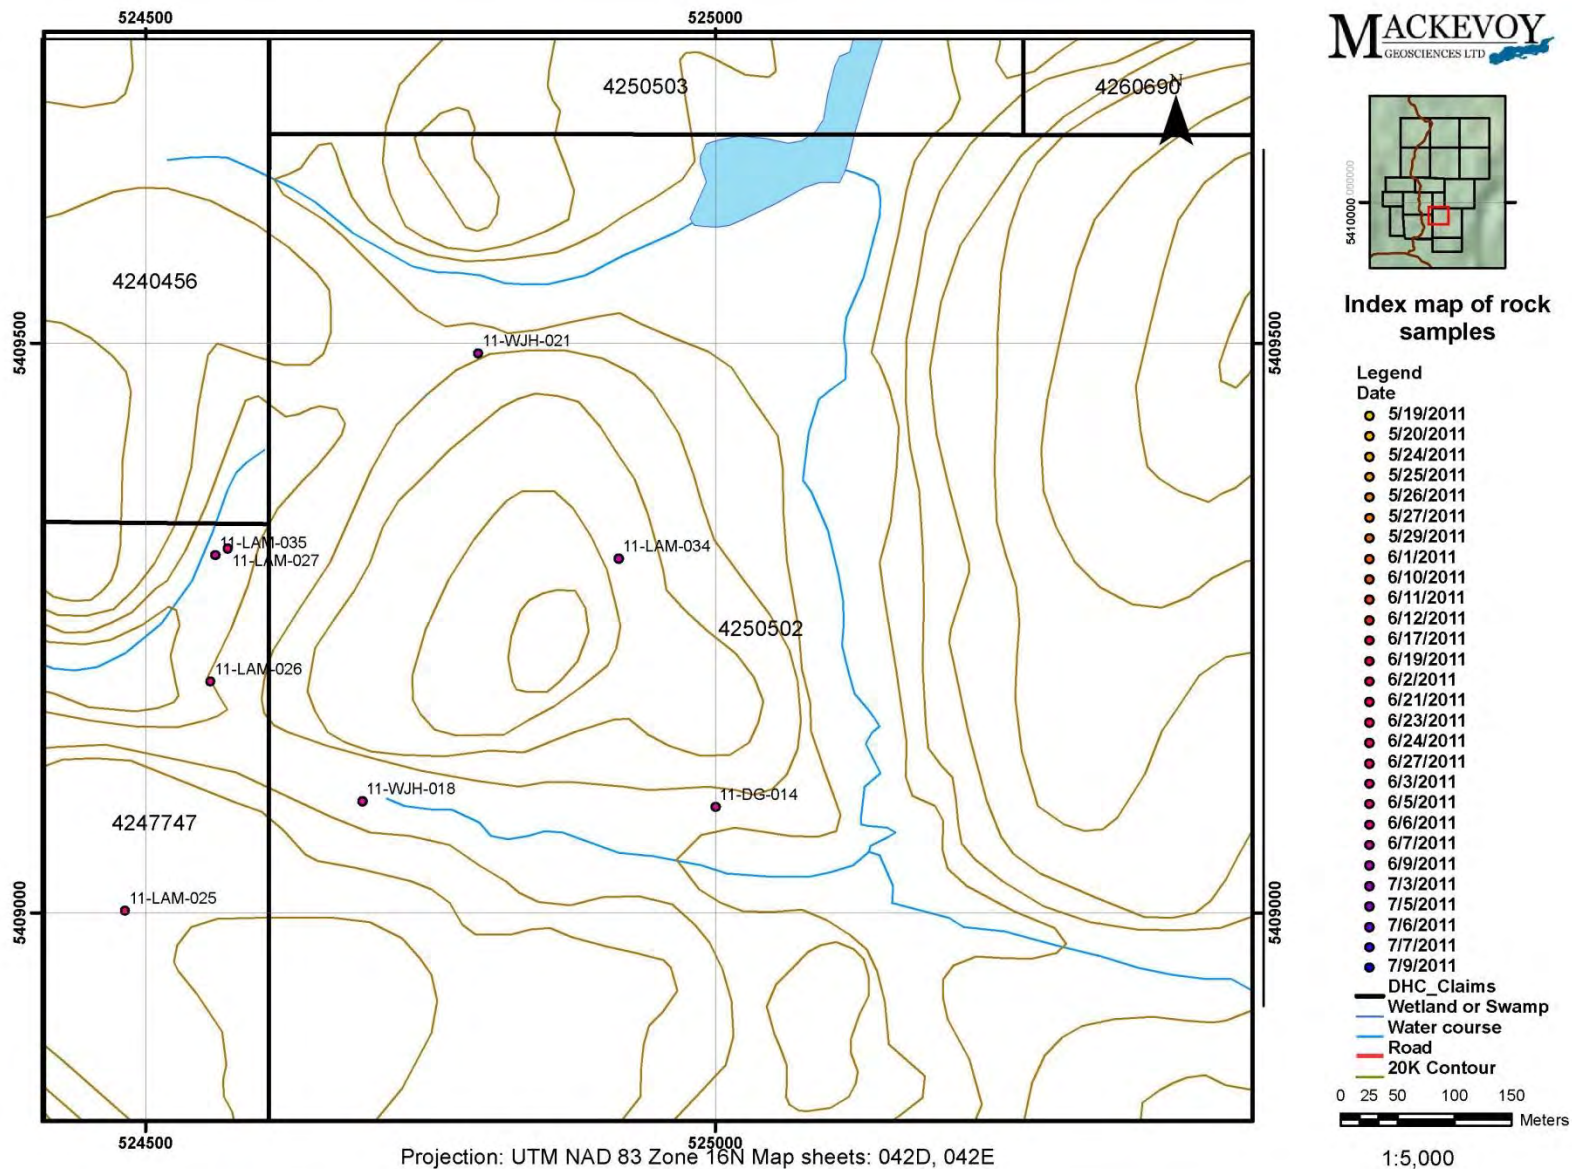 524500
525000
4250503
4260690
N
4240456
5409500
5409500
11-WJH-021
11-LAM-035
11-LAM-027
11-LAM-034
4250502
11-LAM-026
11-WJH-018
11-DG-014
4247747
11-LAM-025
5409000
5409000
524500
525000
Projection: UTM NAD 83 Zone 16N Map sheets: 042D, 042E
MACKEVOY
GEOSCIENCES LTD
5410000
Index map of rock
samples
Legend
Date
5/19/2011
5/20/2011
5/24/2011
5/25/2011
5/26/2011
5/27/2011
5/29/2011
6/1/2011
6/10/2011
6/11/2011
6/12/2011
6/17/2011
6/19/2011
6/2/2011
6/21/2011
6/23/2011
6/24/2011
6/27/2011
6/3/2011
6/5/2011
6/6/2011
6/7/2011
6/9/2011
7/3/2011
7/5/2011
7/6/2011
7/7/2011
7/9/2011
DHC_Claims
Wetland or Swamp
Water course
Road
20K Contour
0 25 50 100 150
Meters
1:5,000